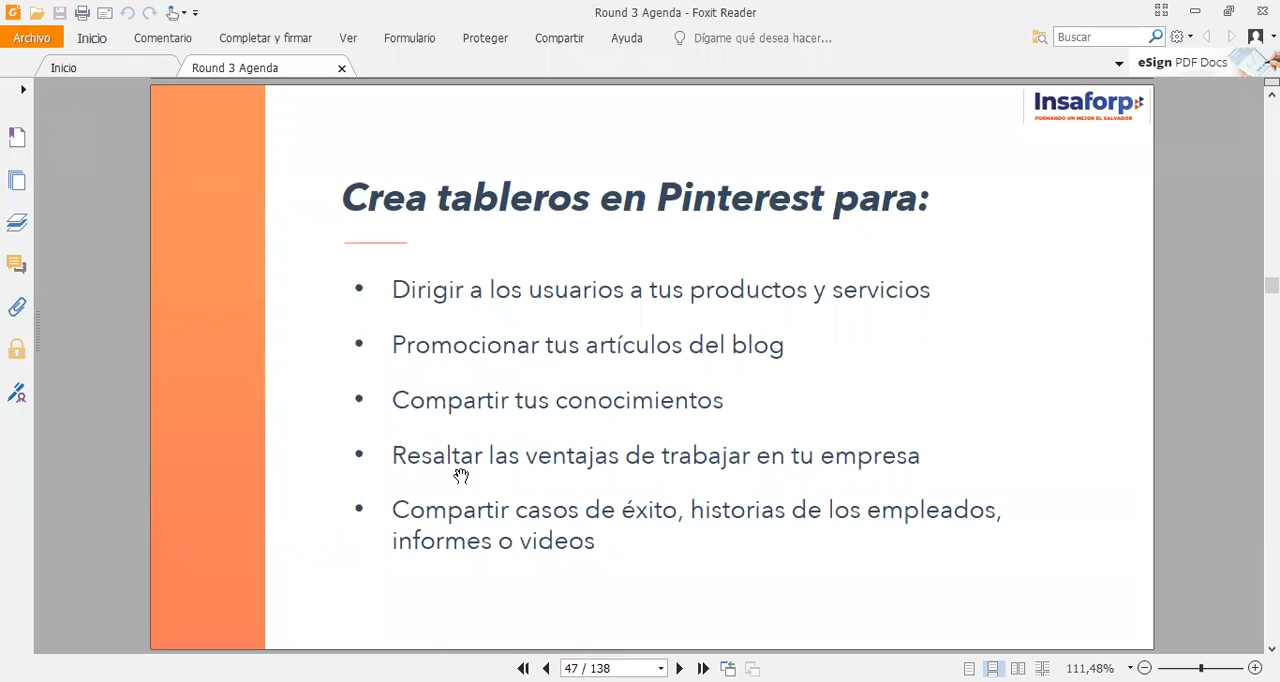 Round 3 Agenda - Foxit Reader
Archivo Inicio Comentario Completar y firmar Ver Formulario Proteger Compartir Ayuda Dígame qué desea hacer... Buscar
Inicio Round 3 Agenda eSign PDF Docs
Insaforp
FORMANDO UN MEJOR EL SALVADOR
Crea tableros en Pinterest para:
• Dirigir a los usuarios a tus productos y servicios
• Promocionar tus artículos del blog
• Compartir tus conocimientos
• Resaltar las ventajas de trabajar en tu empresa
• Compartir casos de éxito, historias de los empleados,
informes o videos
47 / 138 111,48%